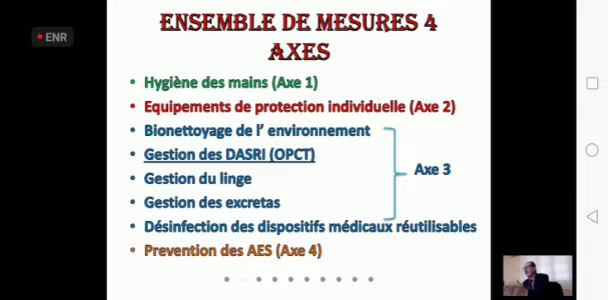 ENSEMBLE DE MESURES 4
AXES
ENR
Hygiène des mains (Axe 1)
Equipements de protection individuelle (Axe 2)
Bionettoyage de l' environnement
Gestion des DASRI (OPCT)
Gestion du linge
Axe 3
Gestion des excretas
Désinfection des dispositifs médicaux réutilisables
Prevention des AES (Axe 4)